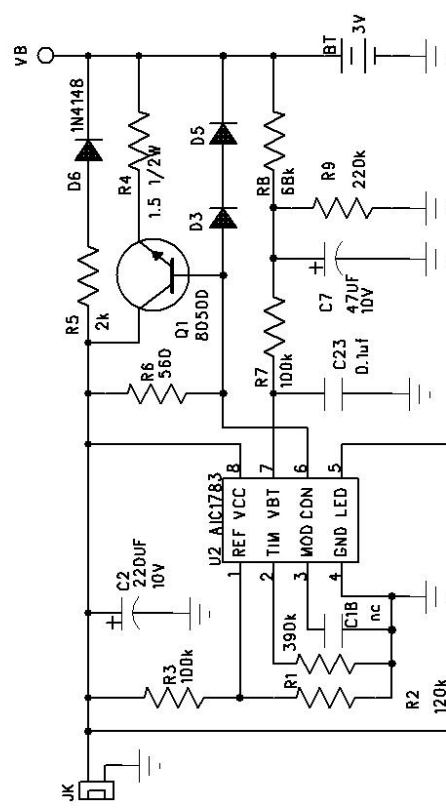 VB
1N4148
D6
R5
2k
R4
1.5 1/2W
Q1
8050D
D5
D3
BT
3V
R8
68k
R9
220k
C7
47UF
10V
R7
100k
C23
0.1uf
R6
560
C2
220UF
10V
U2 AIC1783
REF VCC
TIM VBT
MOD CON
GND LED
1
2
3
4
5
6
7
8
R3
100k
390k
R1
C18
nc
R2
120k
JK